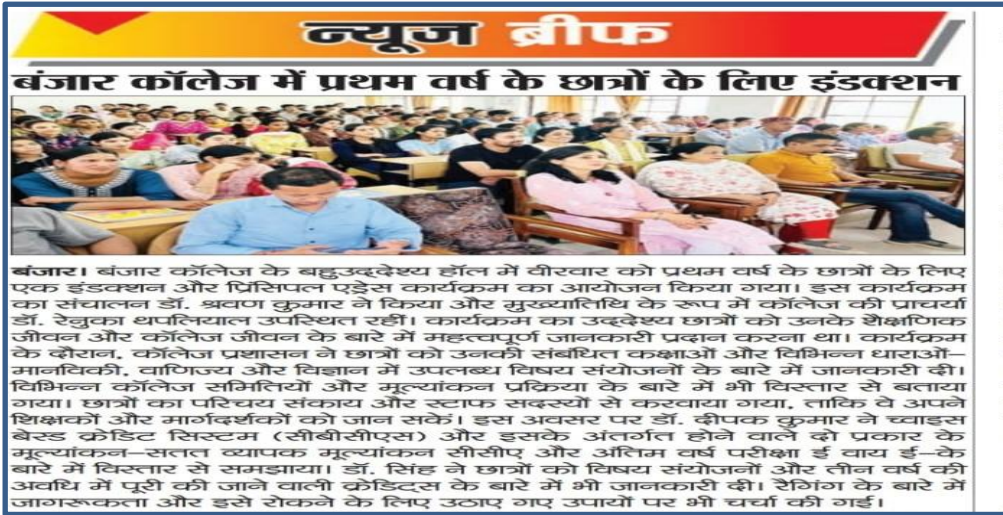 न्यूज ब्रीफ
बंजार कॉलेज में प्रथम वर्ष के छात्रों के लिए इंडक्शन
बंजार। बंजार कॉलेज के बहुउद्देश्य हॉल में वीरवार को प्रथम वर्ष के छात्रों के लिए
एक इंडक्शन और प्रिंसिपल एड्रेस कार्यक्रम का आयोजन किया गया। इस कार्यक्रम
का संचालन डॉ. श्रवण कुमार ने किया और मुख्यातिथि के रूप में कॉलेज की प्राचर्या
डॉ. रेनुका थपलियाल उपस्थित रहीं। कार्यक्रम का उद्देश्य छात्रों को उनके शैक्षणिक
जीवन और कॉलेज जीवन के बारे में महत्वपूर्ण जानकारी प्रदान करना था। कार्यक्रम
के दौरान, कॉलेज प्रशासन ने छात्रों को उनकी संबंधित कक्षाओं और विभिन्न धाराओं–
मानविकी, वाणिज्य और विज्ञान में उपलब्ध विषय संयोजनों के बारे में जानकारी दी।
विभिन्न कॉलेज समितियों और मूल्यांकन प्रक्रिया के बारे में भी विस्तार से बताया
गया। छात्रों का परिचय संकाय और स्टाफ सदस्यों से करवाया गया, ताकि वे अपने
शिक्षकों और मार्गदर्शकों को जान सकें। इस अवसर पर डॉ. दीपक कुमार ने च्वाइस
बेस्ड क्रेडिट सिस्टम (सीबीसीएस) और इसके अंतर्गत होने वाले दो प्रकार के
मूल्यांकन–सतत व्यापक मूल्यांकन सीसीए और अंतिम वर्ष परीक्षा ई वाय ई–के
बारे में विस्तार से समझाया। डॉ. सिंह ने छात्रों को विषय संयोजनों और तीन वर्ष की
अवधि में पूरी की जाने वाली क्रेडिट्स के बारे में भी जानकारी दी। रैगिंग के बारे में
जागरूकता और इसे रोकने के लिए उठाए गए उपायों पर भी चर्चा की गई।